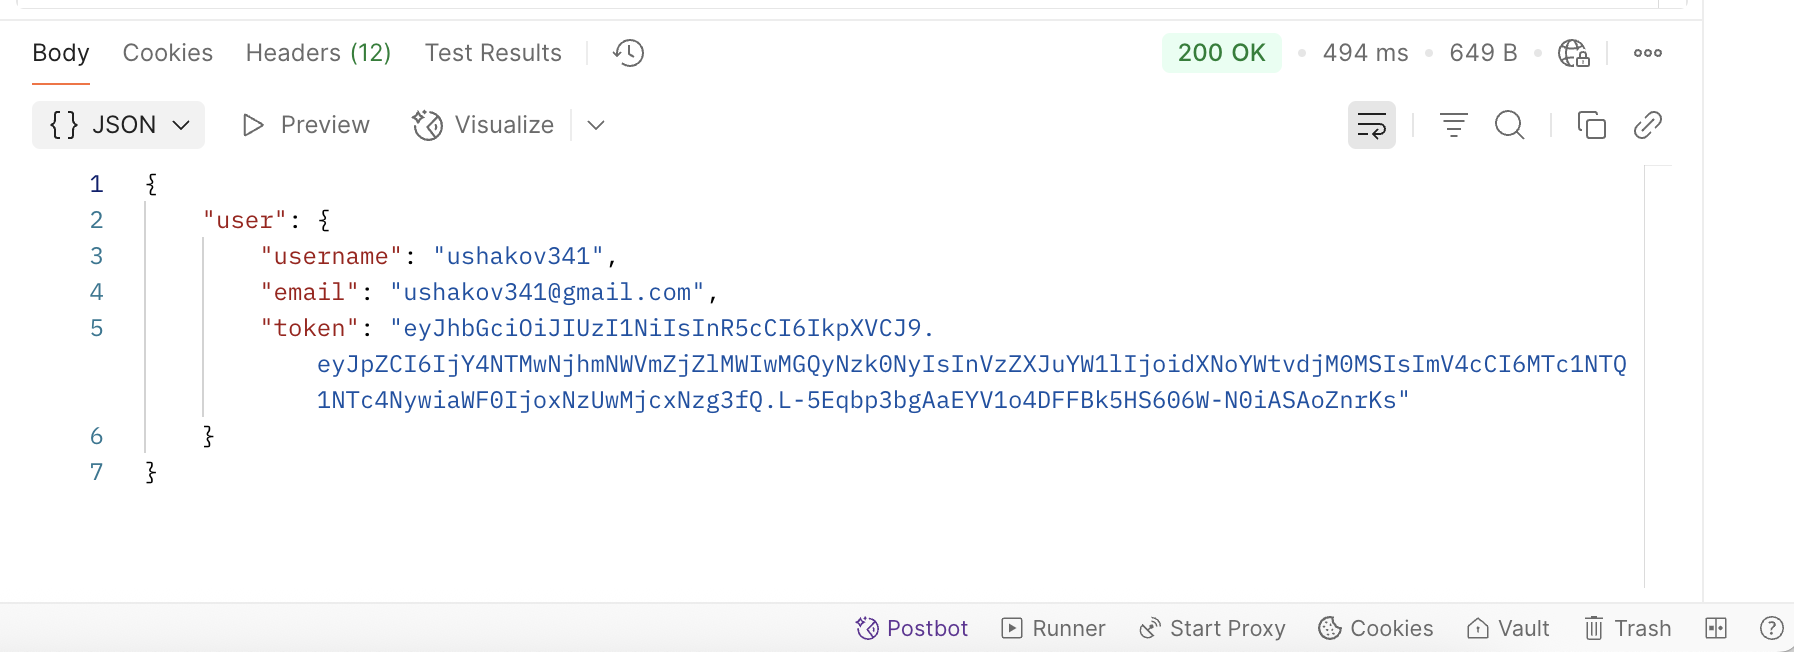 Body Cookies Headers (12) Test Results 200 OK 494 ms 649 B
{} JSON Preview Visualize
1 {
2 "user": {
3 "username": "ushakov341",
4 "email": "ushakov341@gmail.com",
5 "token": "eyJhbGciOiJIUzI1NiIsInR5cCI6IkpXVCJ9.
eyJpZCI6IjY4NTMwNjhmNWVmZjZlMWIwMGQyNzk0NyIsInVzZXJuYW1lIjoidXNoYWtvdjM0MSIsImV4cCI6MTc1NTQ
1NTc4NywiaWF0IjoxNzUwMjcxNzg3fQ.L-5Eqbp3bgAaEYV1o4DFFBk5HS606W-N0iASAoZnrKs"
6 }
7 }
Postbot Runner Start Proxy Cookies Vault Trash